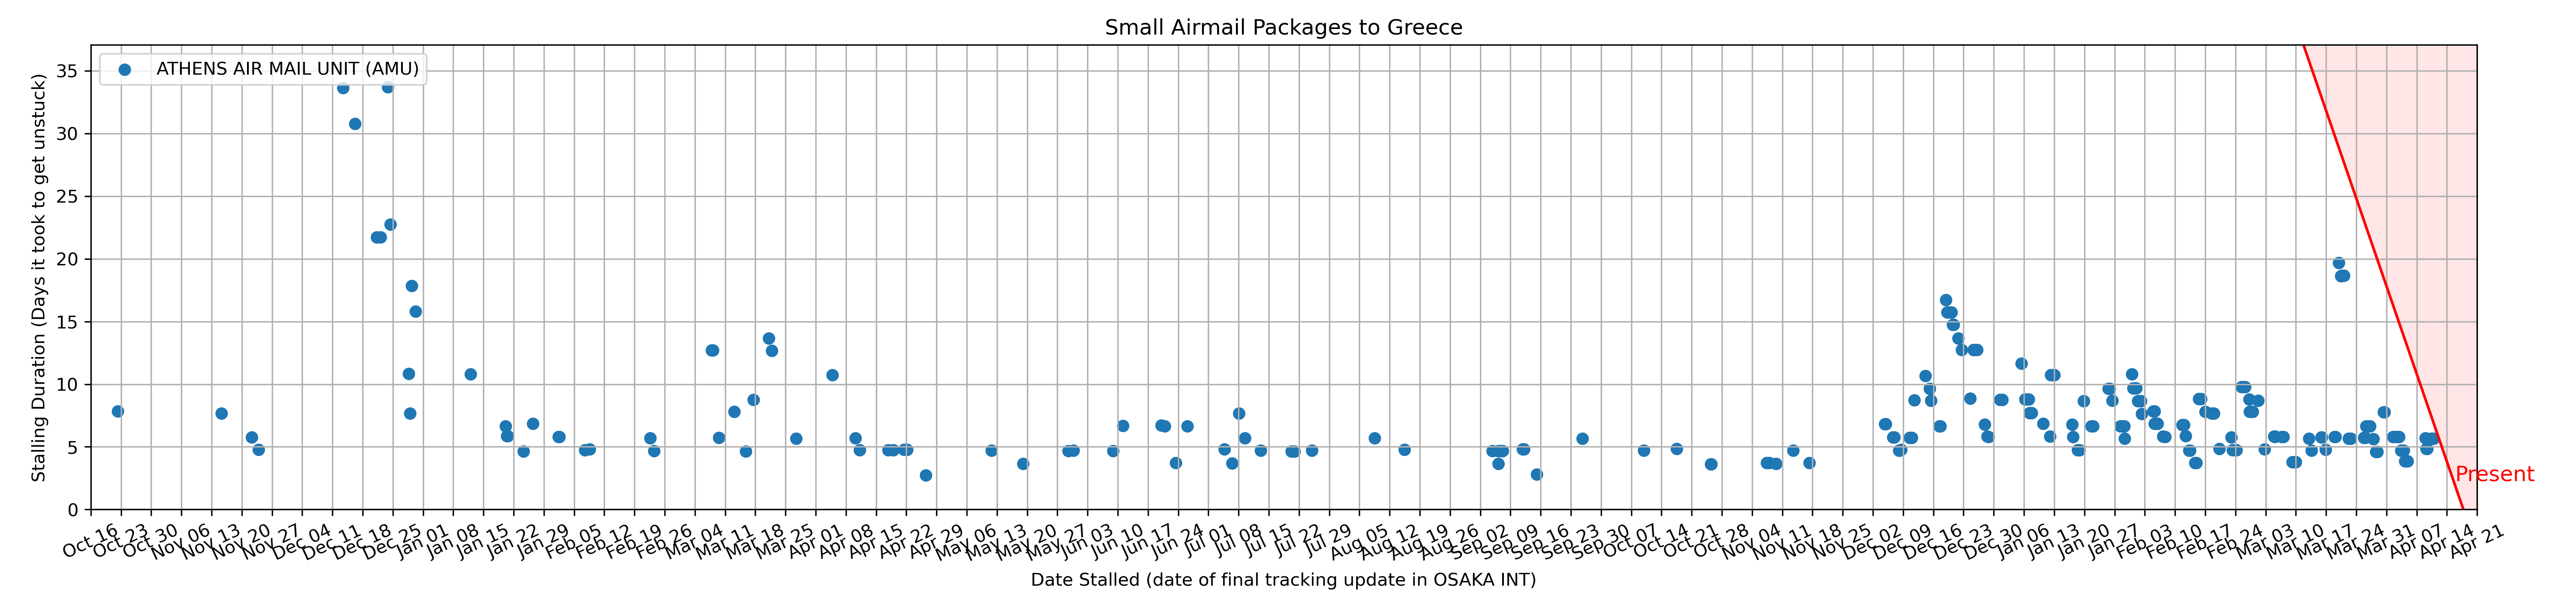 Small Airmail Packages to Greece
ATHENS AIR MAIL UNIT (AMU)
Stalling Duration (Days it took to get unstuck)
35
30
25
20
15
10
5
0
Present
Oct 16
Oct 23
Oct 30
Nov 06
Nov 13
Nov 20
Nov 27
Dec 04
Dec 11
Dec 18
Dec 25
Jan 01
Jan 08
Jan 15
Jan 22
Jan 29
Feb 05
Feb 12
Feb 19
Feb 26
Mar 04
Mar 11
Mar 18
Mar 25
Apr 01
Apr 08
Apr 15
Apr 22
Apr 29
May 06
May 13
May 20
May 27
Jun 03
Jun 10
Jun 17
Jun 24
Jul 01
Jul 08
Jul 15
Jul 22
Jul 29
Aug 05
Aug 12
Aug 19
Aug 26
Sep 02
Sep 09
Sep 16
Sep 23
Sep 30
Oct 07
Oct 14
Oct 21
Oct 28
Nov 04
Nov 11
Nov 18
Nov 25
Dec 02
Dec 09
Dec 16
Dec 23
Dec 30
Jan 06
Jan 13
Jan 20
Jan 27
Feb 03
Feb 10
Feb 17
Feb 24
Mar 03
Mar 10
Mar 17
Mar 24
Mar 31
Apr 07
Apr 14
Apr 21
Date Stalled (date of final tracking update in OSAKA INT)